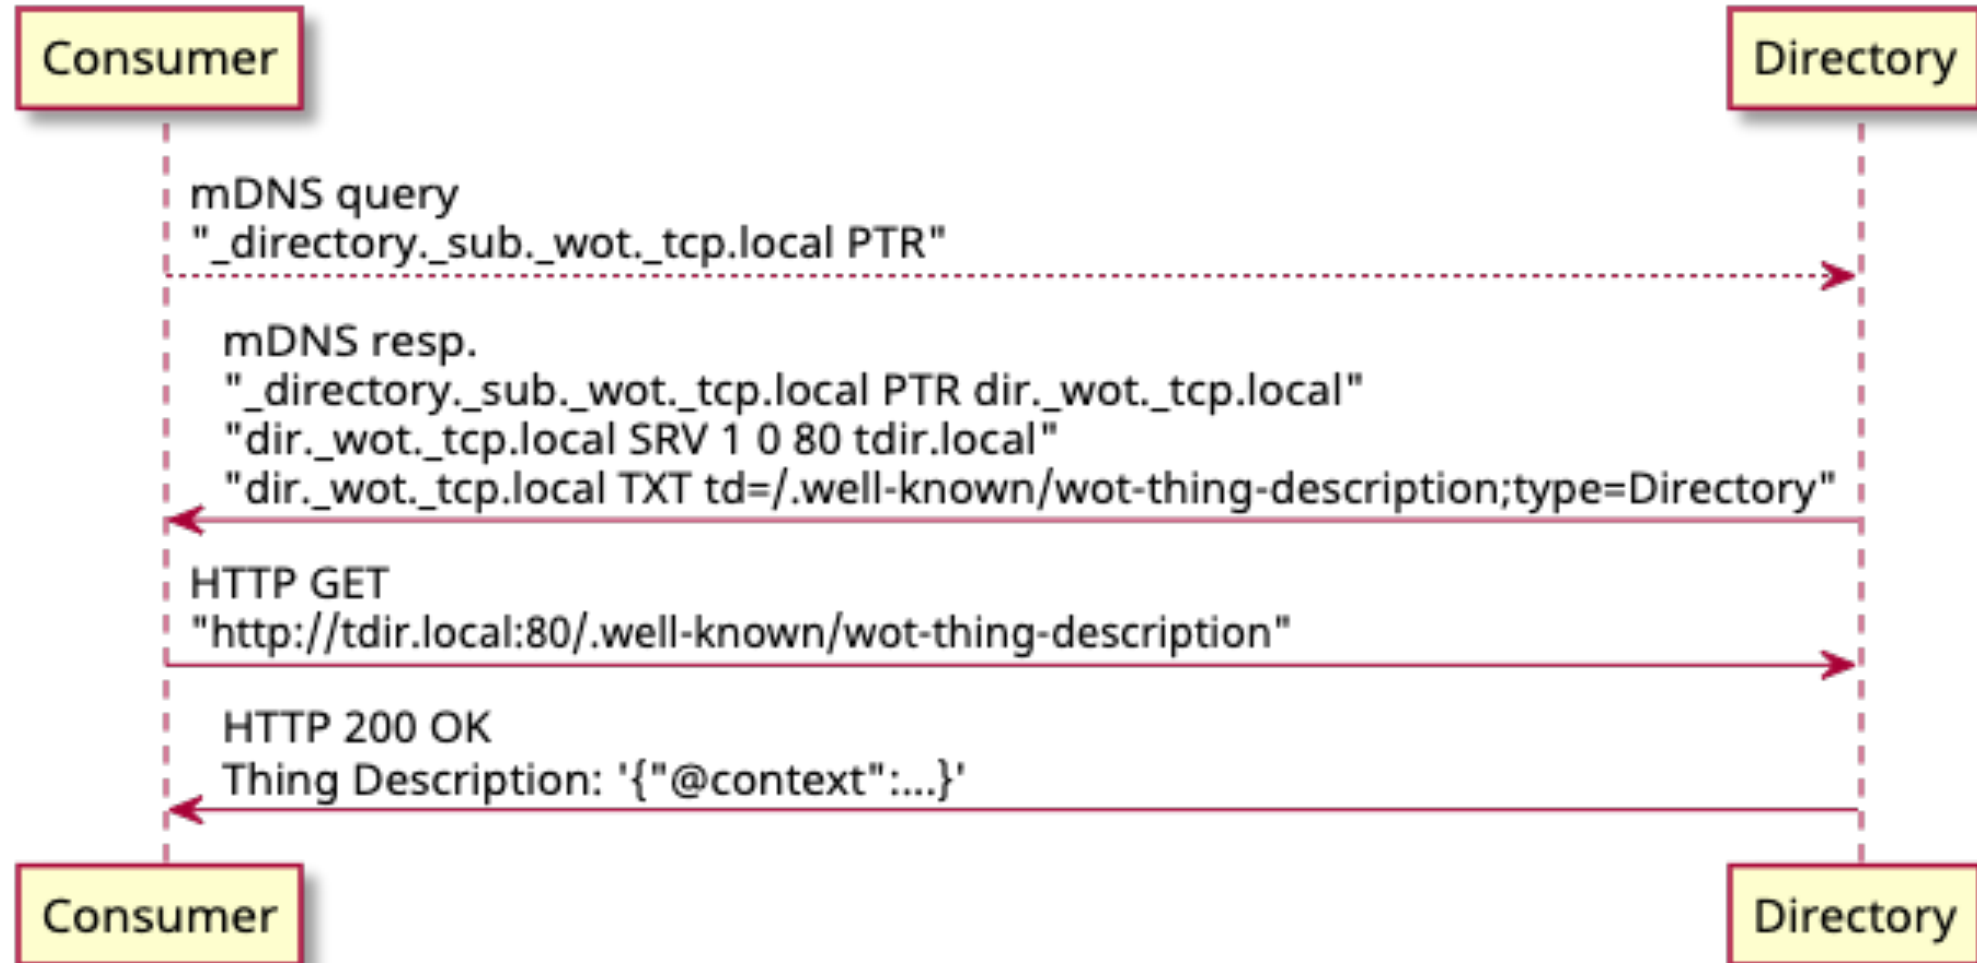 Consumer
Directory
mDNS query
"_directory._sub._wot._tcp.local PTR"
mDNS resp.
"_directory._sub._wot._tcp.local PTR dir._wot._tcp.local"
"dir._wot._tcp.local SRV 1 0 80 tdir.local"
"dir._wot._tcp.local TXT td=/.well-known/wot-thing-description;type=Directory"
HTTP GET
"http://tdir.local:80/.well-known/wot-thing-description"
HTTP 200 OK
Thing Description: '{"@context":...}'
Consumer
Directory